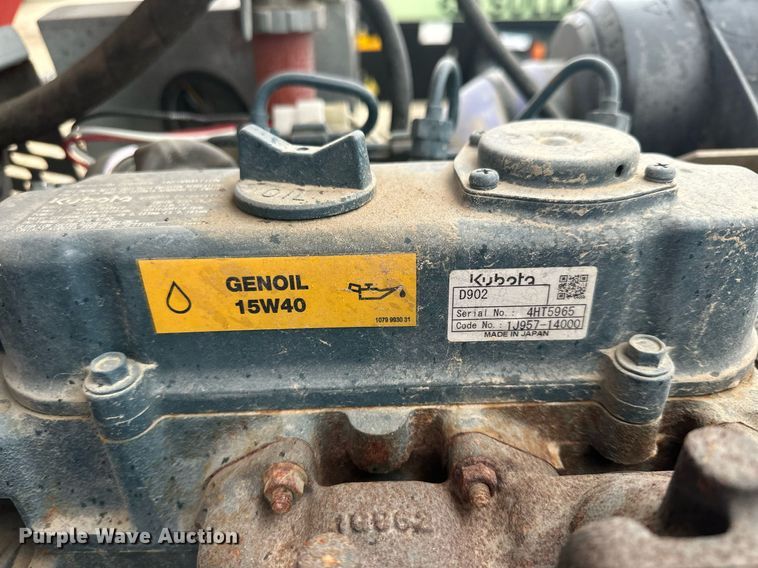 OIL
Kubota
GENOIL
15W40
1079 9930 31
Kubota
D902
Serial No.: 4HT5965
Code No.: 1J957-14000
MADE IN JAPAN
Purple Wave Auction